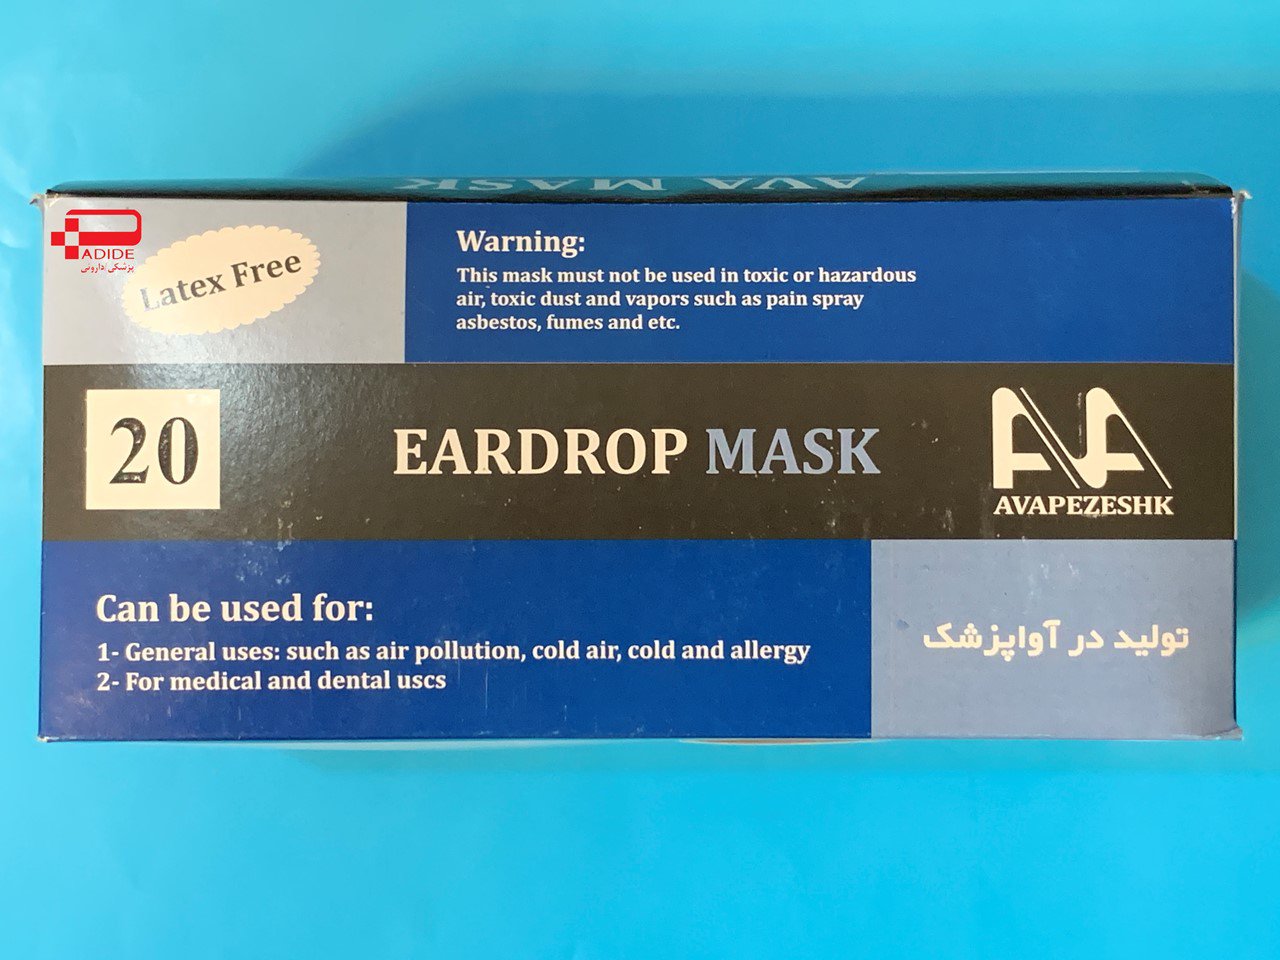 AVA MASK
PADIDE
پزشکی/دارویی
Latex Free
Warning:
This mask must not be used in toxic or hazardous
air, toxic dust and vapors such as pain spray
asbestos, fumes and etc.
20
EARDROP MASK
AVA
AVAPEZESHK
Can be used for:
1- General uses: such as air pollution, cold air, cold and allergy
2- For medical and dental uscs
تولید در آواپزشک